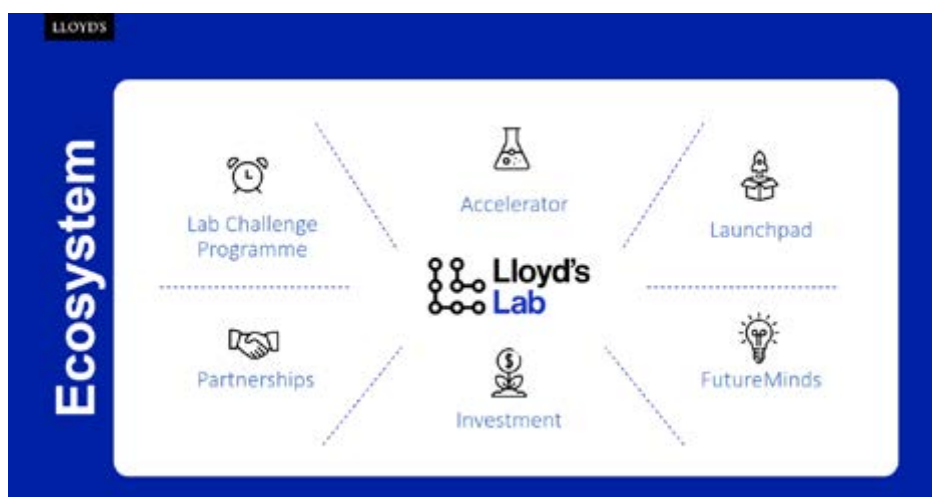 LLOYD'S
Ecosystem
Lab Challenge
Programme
Accelerator
Launchpad
Lloyd's
Lab
Partnerships
Investment
FutureMinds